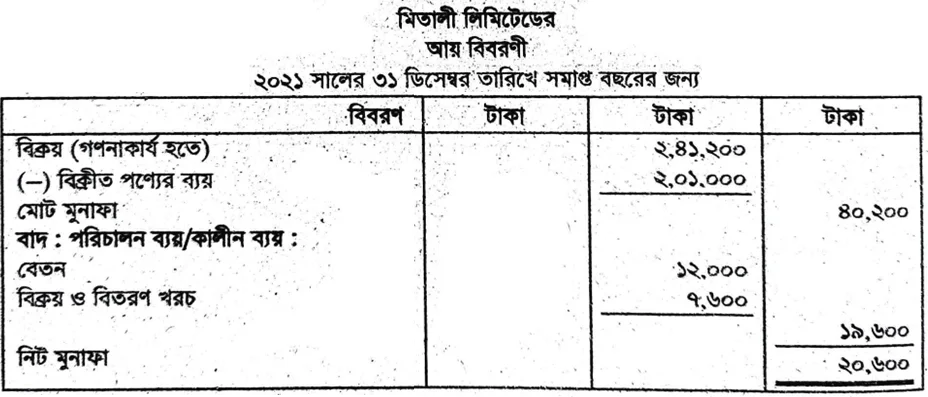 মিতালী লিমিটেডের
আয় বিবরণী
২০২১ সালের ৩১ ডিসেম্বর তারিখে সমাপ্ত বছরের জন্য
বিবরণ টাকা টাকা টাকা
বিক্রয় (গণনাকার্য হতে) ২,৪১,২০০
(–) বিক্রীত পণ্যের ব্যয় ২,০১,০০০
মোট মুনাফা ৪০,২০০
বাদ : পরিচালন ব্যয়/কালীন ব্যয় :
বেতন ১২,০০০
বিক্রয় ও বিতরণ খরচ ৭,৬০০
১৯,৬০০
নিট মুনাফা ২০,৬০০